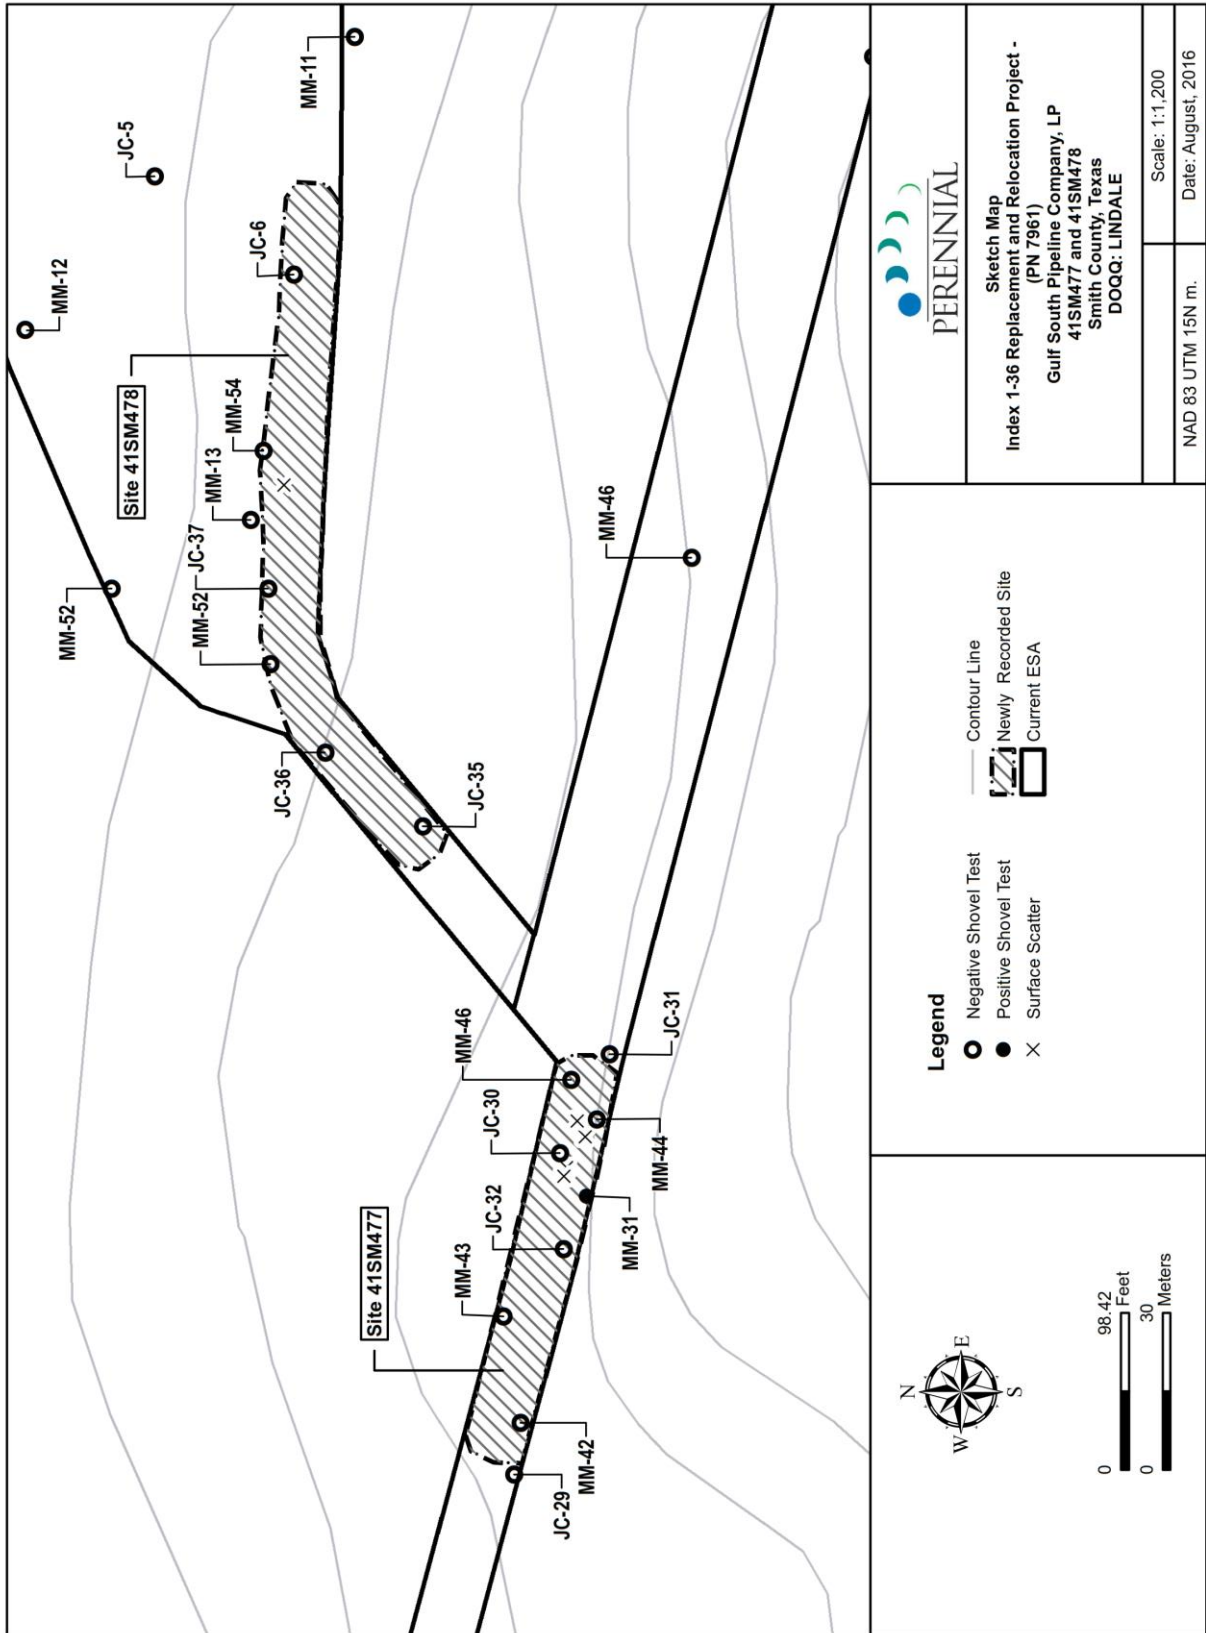 MM-12
MM-52
JC-5
Site 41SM478
MM-11
JC-6
MM-54
MM-13
JC-37
MM-52
JC-36
JC-35
MM-46
Site 41SM477
MM-46
JC-30
JC-32
MM-43
JC-31
MM-44
MM-31
MM-42
JC-29
N
W
E
S
0
98.42
Feet
0
30
Meters
Legend
Negative Shovel Test
Positive Shovel Test
Surface Scatter
Contour Line
Newly Recorded Site
Current ESA
PERENNIAL
Sketch Map
Index 1-36 Replacement and Relocation Project -
(PN 7961)
Gulf South Pipeline Company, LP
41SM477 and 41SM478
Smith County, Texas
DOQQ: LINDALE
Scale: 1:1,200
NAD 83 UTM 15N m.
Date: August, 2016